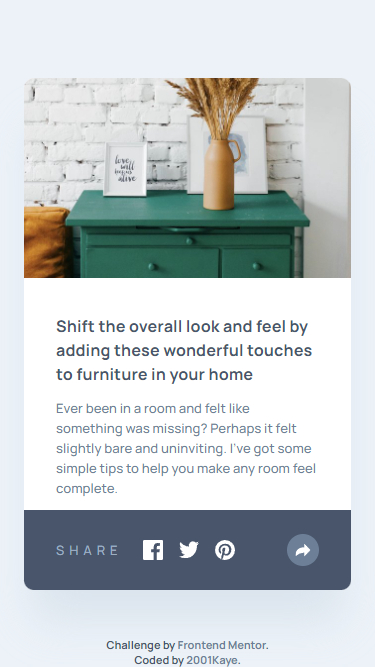 love
will
keep us
alive
Shift the overall look and feel by
adding these wonderful touches
to furniture in your home
Ever been in a room and felt like
something was missing? Perhaps it felt
slightly bare and uninviting. I've got some
simple tips to help you make any room feel
complete.
SHARE
Challenge by Frontend Mentor.
Coded by 2001Kaye.